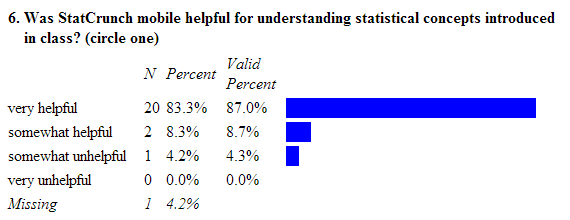 6. Was StatCrunch mobile helpful for understanding statistical concepts introduced
in class? (circle one)
N Percent Valid
Percent
very helpful 20 83.3% 87.0%
somewhat helpful 2 8.3% 8.7%
somewhat unhelpful 1 4.2% 4.3%
very unhelpful 0 0.0% 0.0%
Missing 1 4.2%